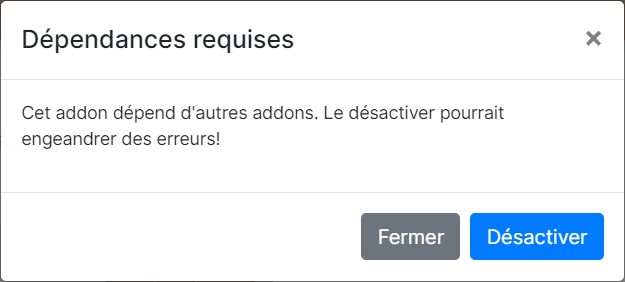 Dépendances requises
×
Cet addon dépend d'autres addons. Le désactiver pourrait
engeandrer des erreurs!
Fermer
Désactiver